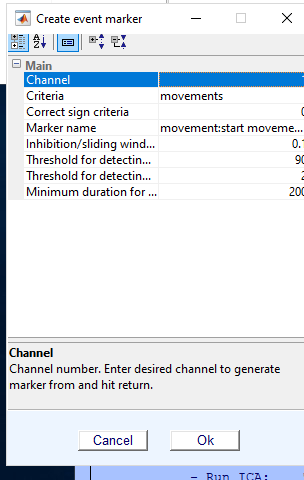 Create event marker
Main
Channel
Criteria movements
Correct sign criteria
Marker name movement:start moveme...
Inhibition/sliding wind... 0.1
Threshold for detectin... 90
Threshold for detectin... 2
Minimum duration for ... 200
Channel
Channel number. Enter desired channel to generate
marker from and hit return.
Cancel Ok
- Run ICA: